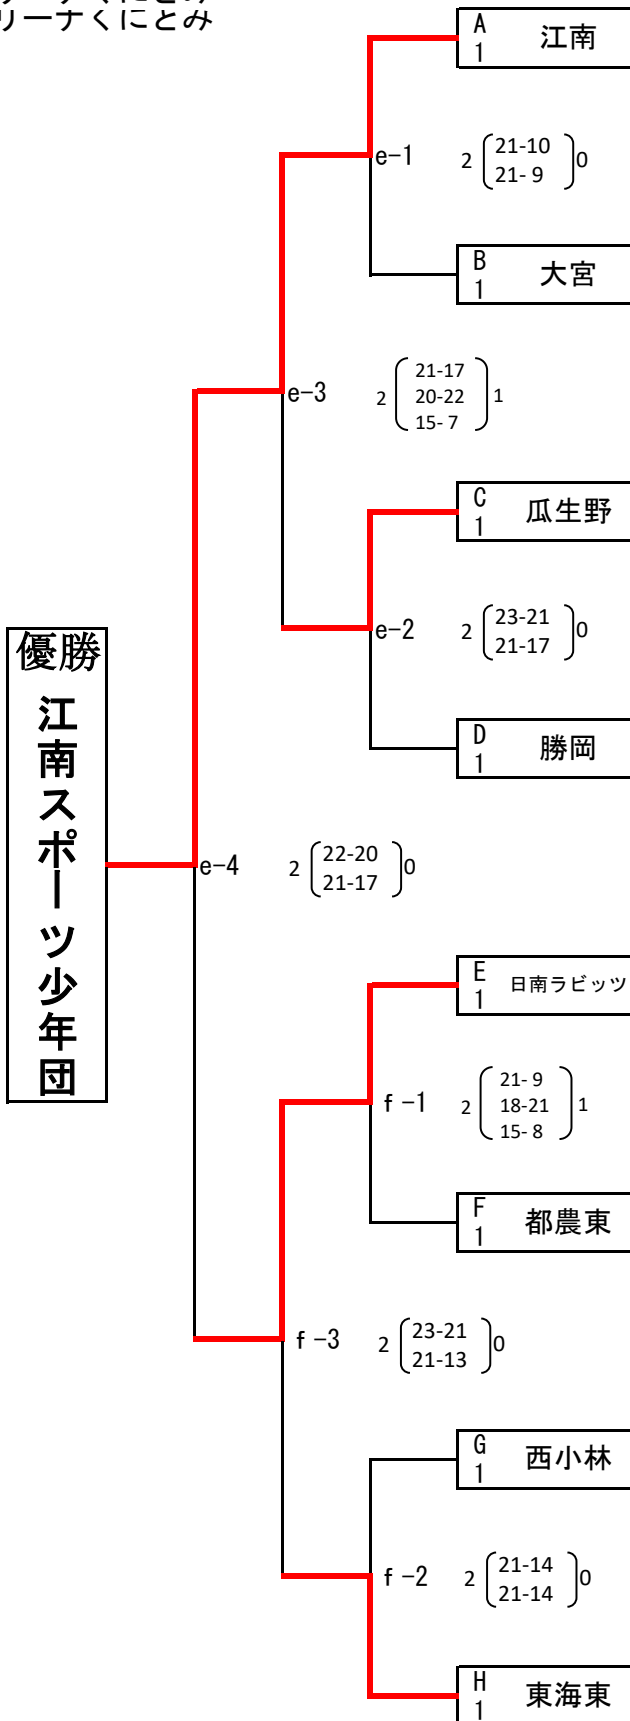 リーナくにとみ
A
1
江南
e-1
2
21-10
21- 9
0
B
1
大宮
e-3
2
21-17
20-22
15- 7
1
C
1
瓜生野
e-2
2
23-21
21-17
0
D
1
勝岡
優勝
江南スポーツ少年団
e-4
2
22-20
21-17
0
E
1
日南ラビッツ
f-1
2
21- 9
18-21
15- 8
1
F
1
都農東
f-3
2
23-21
21-13
0
G
1
西小林
f-2
2
21-14
21-14
0
H
1
東海東